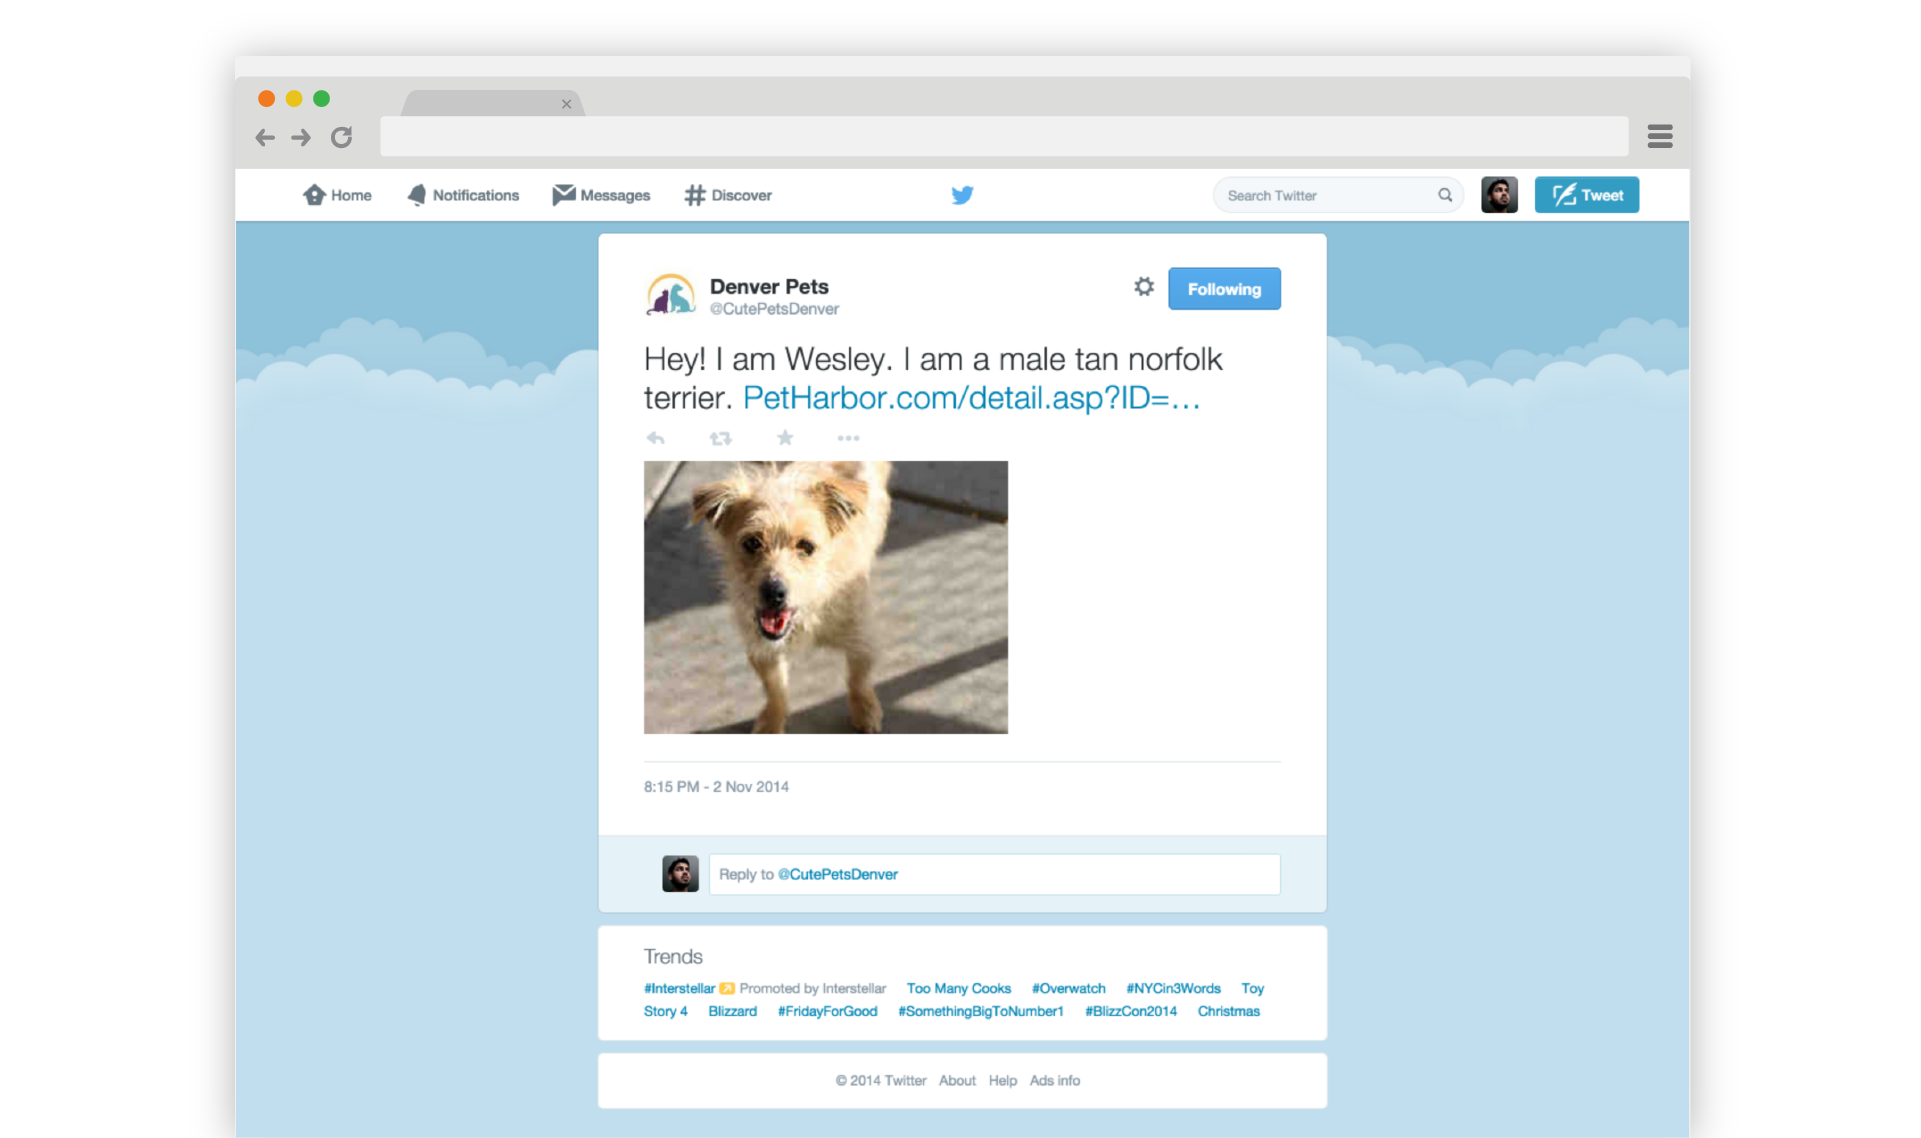 Home Notifications Messages Discover Search Twitter Tweet
Denver Pets
@CutePetsDenver
Following
Hey! I am Wesley. I am a male tan norfolk
terrier. PetHarbor.com/detail.asp?ID=…
8:15 PM - 2 Nov 2014
Reply to @CutePetsDenver
Trends
#Interstellar Promoted by Interstellar Too Many Cooks #Overwatch #NYCin3Words Toy
Story 4 Blizzard #FridayForGood #SomethingBigToNumber1 #BlizzCon2014 Christmas
© 2014 Twitter About Help Ads info